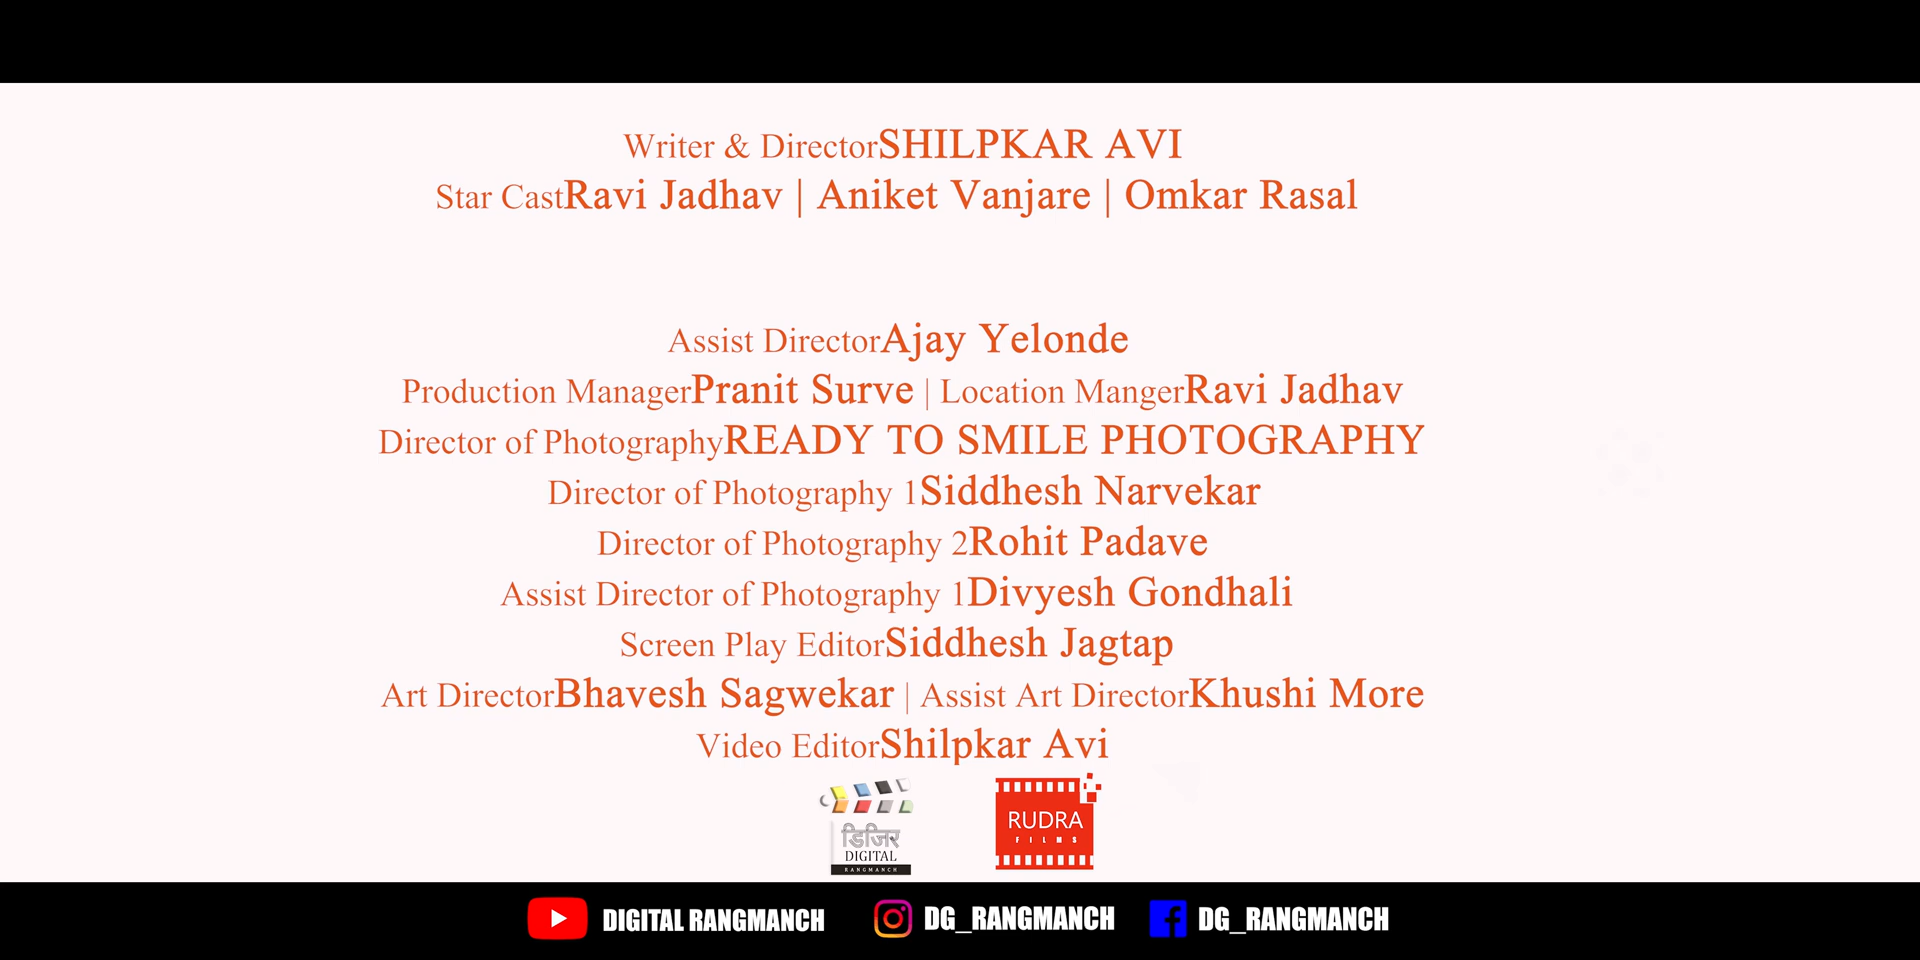 Writer & DirectorSHILPKAR AVI
Star CastRavi Jadhav | Aniket Vanjare | Omkar Rasal
Assist DirectorAjay Yelonde
Production ManagerPranit Surve | Location MangerRavi Jadhav
Director of PhotographyREADY TO SMILE PHOTOGRAPHY
Director of Photography 1Siddhesh Narvekar
Director of Photography 2Rohit Padave
Assist Director of Photography 1Divyesh Gondhali
Screen Play EditorSiddhesh Jagtap
Art DirectorBhavesh Sagwekar | Assist Art DirectorKhushi More
Video EditorShilpkar Avi
DIGITAL
RANGMANCH
RUDRA
FILMS
DIGITAL RANGMANCH DG_RANGMANCH DG_RANGMANCH